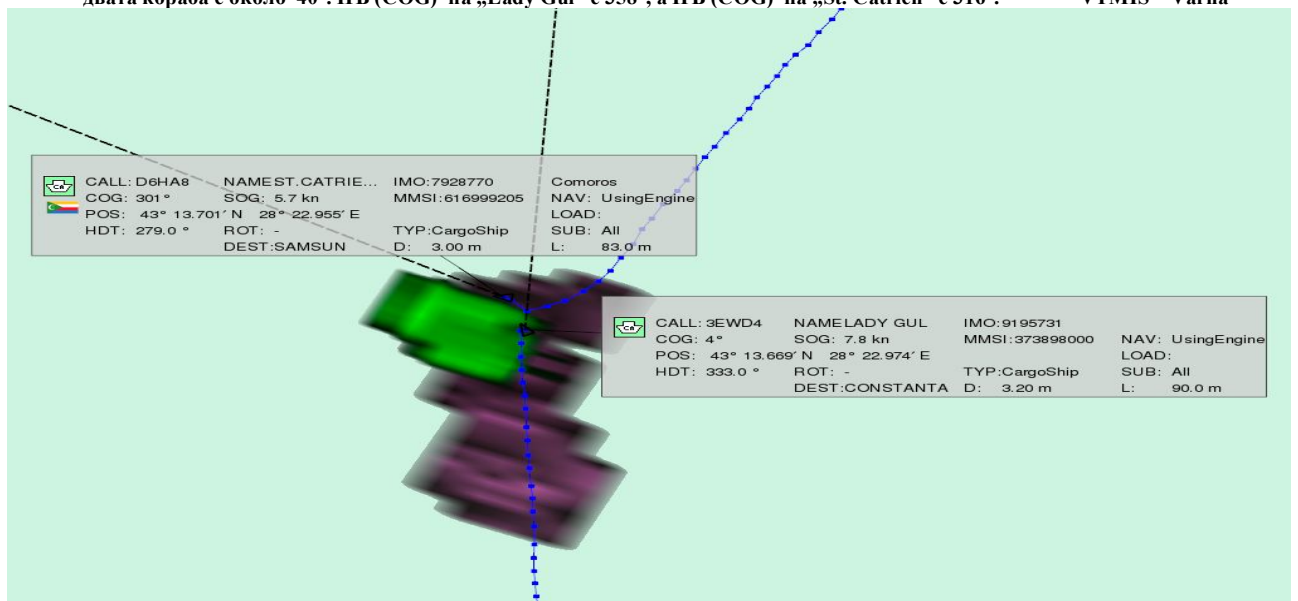 двата кораба е около 40°. ИЪ (COG) на „Lady Gul“ е 338°, а ИЪ (COG) на „St. Catrien“ е 316°. VTMIS – Varna
CALL: D6HA8 NAMEST.CATRIE... IMO:7928770 Comoros
COG: 301° SOG: 5.7 kn MMSI:616999205 NAV: UsingEngine
POS: 43° 13.701′ N 28° 22.955′ E LOAD:
HDT: 279.0 ° ROT: - TYP:CargoShip SUB: All
DEST:SAMSUN D: 3.00 m L: 83.0 m
CALL: 3EWD4 NAMELADY GUL IMO:9195731
COG: 4° SOG: 7.8 kn MMSI:373898000 NAV: UsingEngine
POS: 43° 13.669′ N 28° 22.974′ E LOAD:
HDT: 333.0 ° ROT: - TYP:CargoShip SUB: All
DEST:CONSTANTA D: 3.20 m L: 90.0 m